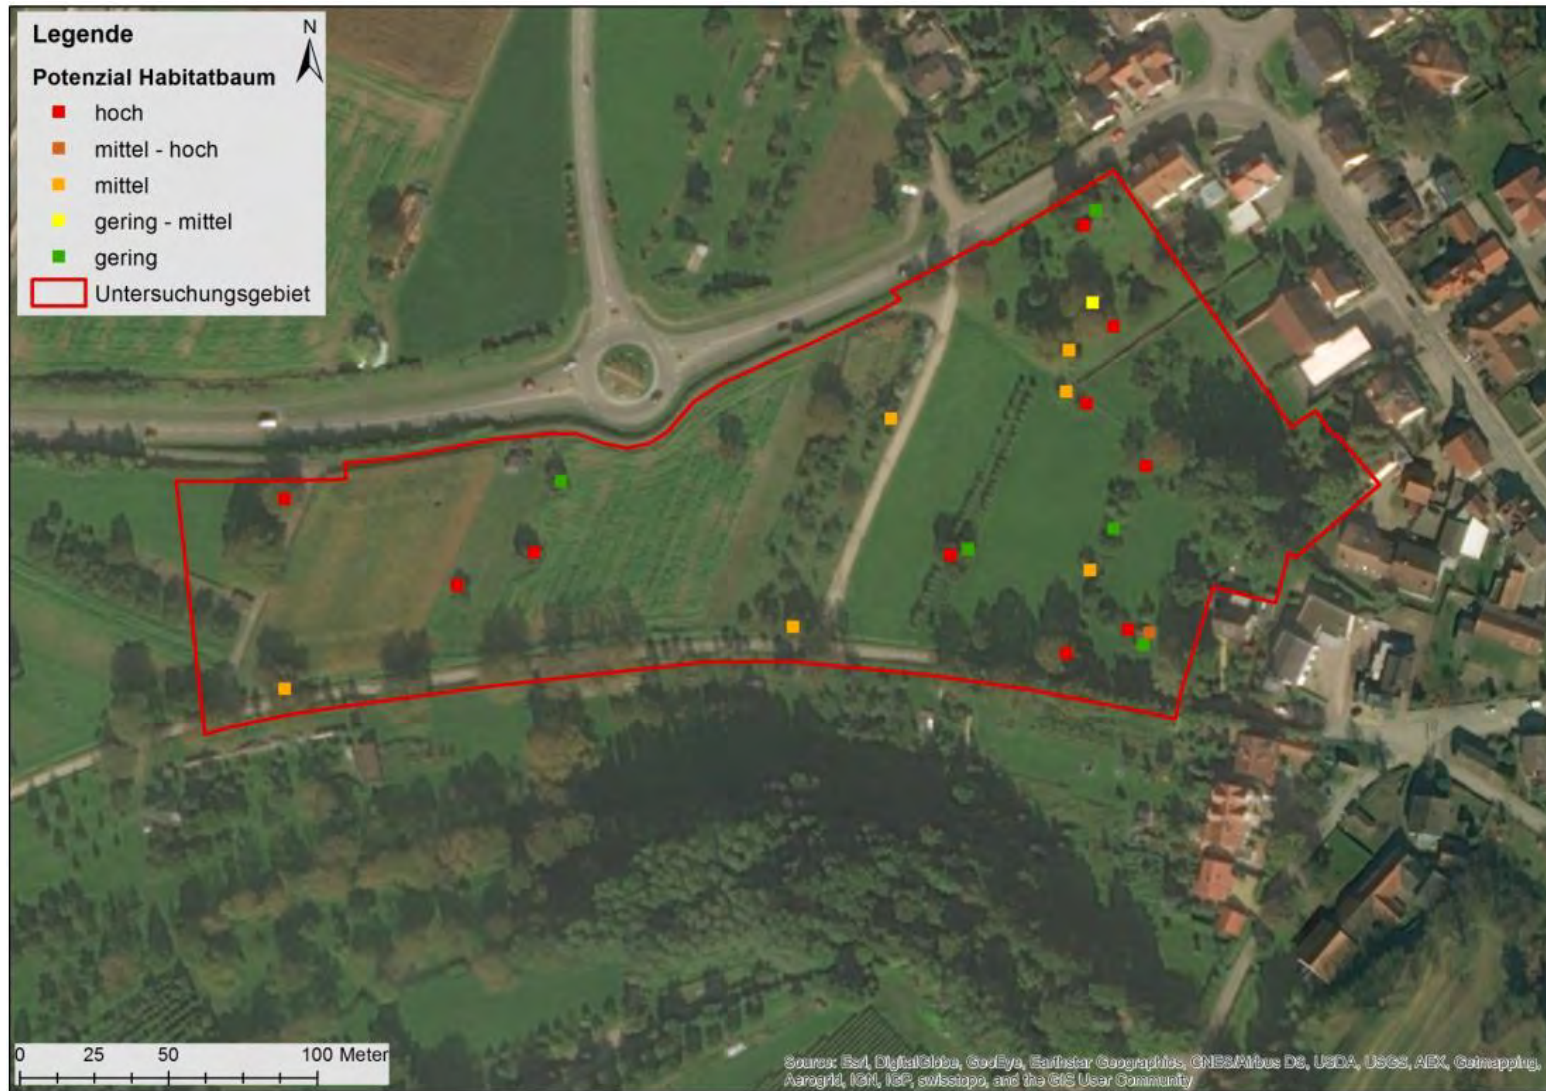 Legende
N
Potenzial Habitatbaum
hoch
mittel - hoch
mittel
gering - mittel
gering
Untersuchungsgebiet
0 25 50 100 Meter
Source: Esri, DigitalGlobe, GeoEye, Earthstar Geographics, CNES/Airbus DS, USDA, USGS, AEX, Getmapping,
Aerogrid, IGN, IGP, swisstopo, and the GIS User Community